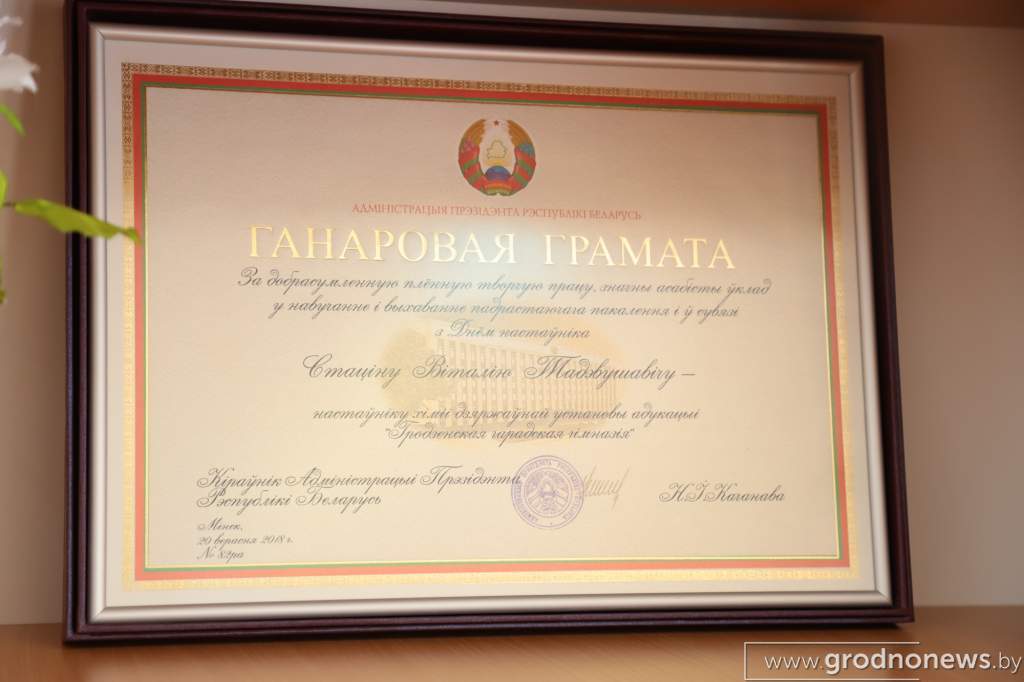 АДМІНІСТРАЦЫЯ ПРЭЗІДЭНТА РЭСПУБЛІКІ БЕЛАРУСЬ
ГАНАРОВАЯ ГРАМАТА
За добрасумленную плённую творчую працу, значны асабісты ўклад
у навучанне і выхаванне падрастаючага пакалення і ў сувязі
з Днём настаўніка
Стаціну Віталію Тадэвушавічу —
настаўніку хіміі дзяржаўнай установы адукацыі
"Гродзенская гарадская гімназія"
Кіраўнік Адміністрацыі Прэзідэнта
Рэспублікі Беларусь
Н.І.Качанава
Мінск,
20 верасня 2018 г.
№ 82ра
www.grodnonews.by